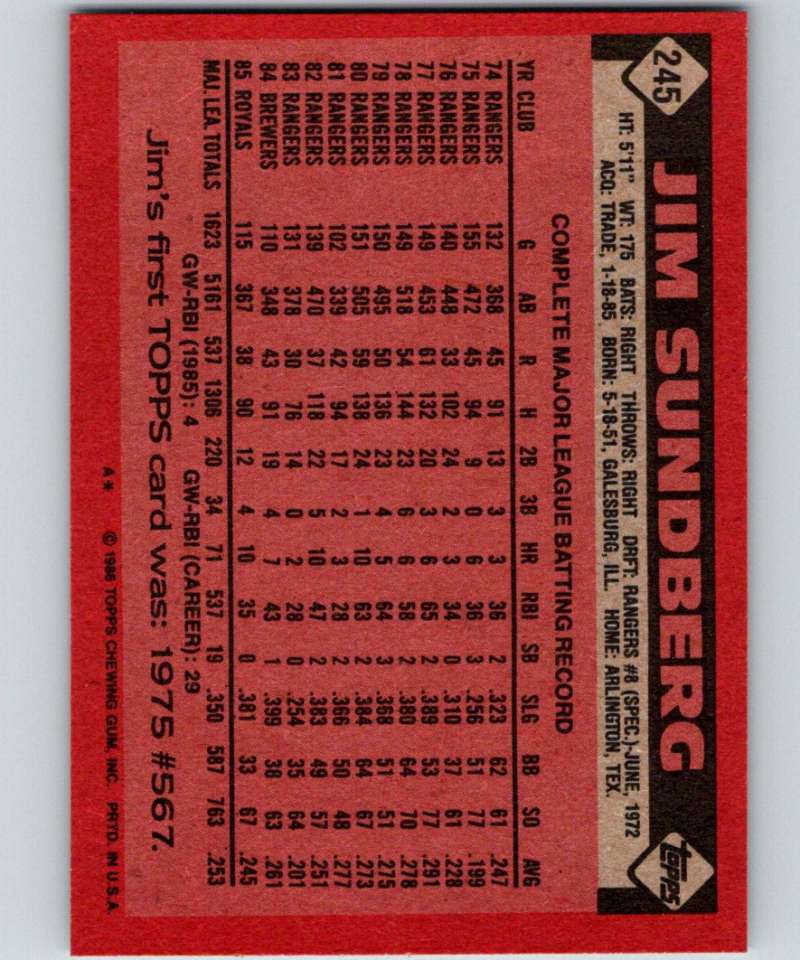 245 JIM SUNDBERG topps
HT: 5'11" WT: 175 BATS: RIGHT THROWS: RIGHT DRFT: RANGERS #8 (SPEC.)-JUNE, 1972
ACQ: TRADE, 1-18-85 BORN: 5-18-51, GALESBURG, ILL. HOME: ARLINGTON, TEX.
COMPLETE MAJOR LEAGUE BATTING RECORD
YR CLUB G AB R H 2B 3B HR RBI SB SLG BB SO AVG
74 RANGERS 132 368 45 91 13 3 3 36 2 .323 62 61 .247
75 RANGERS 155 472 45 94 9 0 6 36 3 .256 51 77 .199
76 RANGERS 140 448 33 102 24 2 3 34 0 .310 37 61 .228
77 RANGERS 149 453 61 132 20 3 6 65 2 .389 53 77 .291
78 RANGERS 149 518 54 144 23 6 6 58 2 .380 64 70 .278
79 RANGERS 150 495 50 136 23 4 5 64 3 .368 51 51 .275
80 RANGERS 151 505 59 138 24 1 10 63 2 .384 64 67 .273
81 RANGERS 102 339 42 94 17 2 3 28 2 .366 50 48 .277
82 RANGERS 139 470 37 118 22 5 10 47 2 .383 49 57 .251
83 RANGERS 131 378 30 76 14 0 2 28 0 .254 35 64 .201
84 BREWERS 110 348 43 91 19 4 7 43 1 .399 38 63 .261
85 ROYALS 115 367 38 90 12 4 10 35 0 .381 33 67 .245
MAJ. LEA. TOTALS 1623 5161 537 1306 220 34 71 537 19 .350 587 763 .253
GW-RBI (1985): 4 GW-RBI (CAREER): 29
Jim's first TOPPS card was: 1975 #567.
A* © 1986 TOPPS CHEWING GUM, INC. PRTD. IN U.S.A.